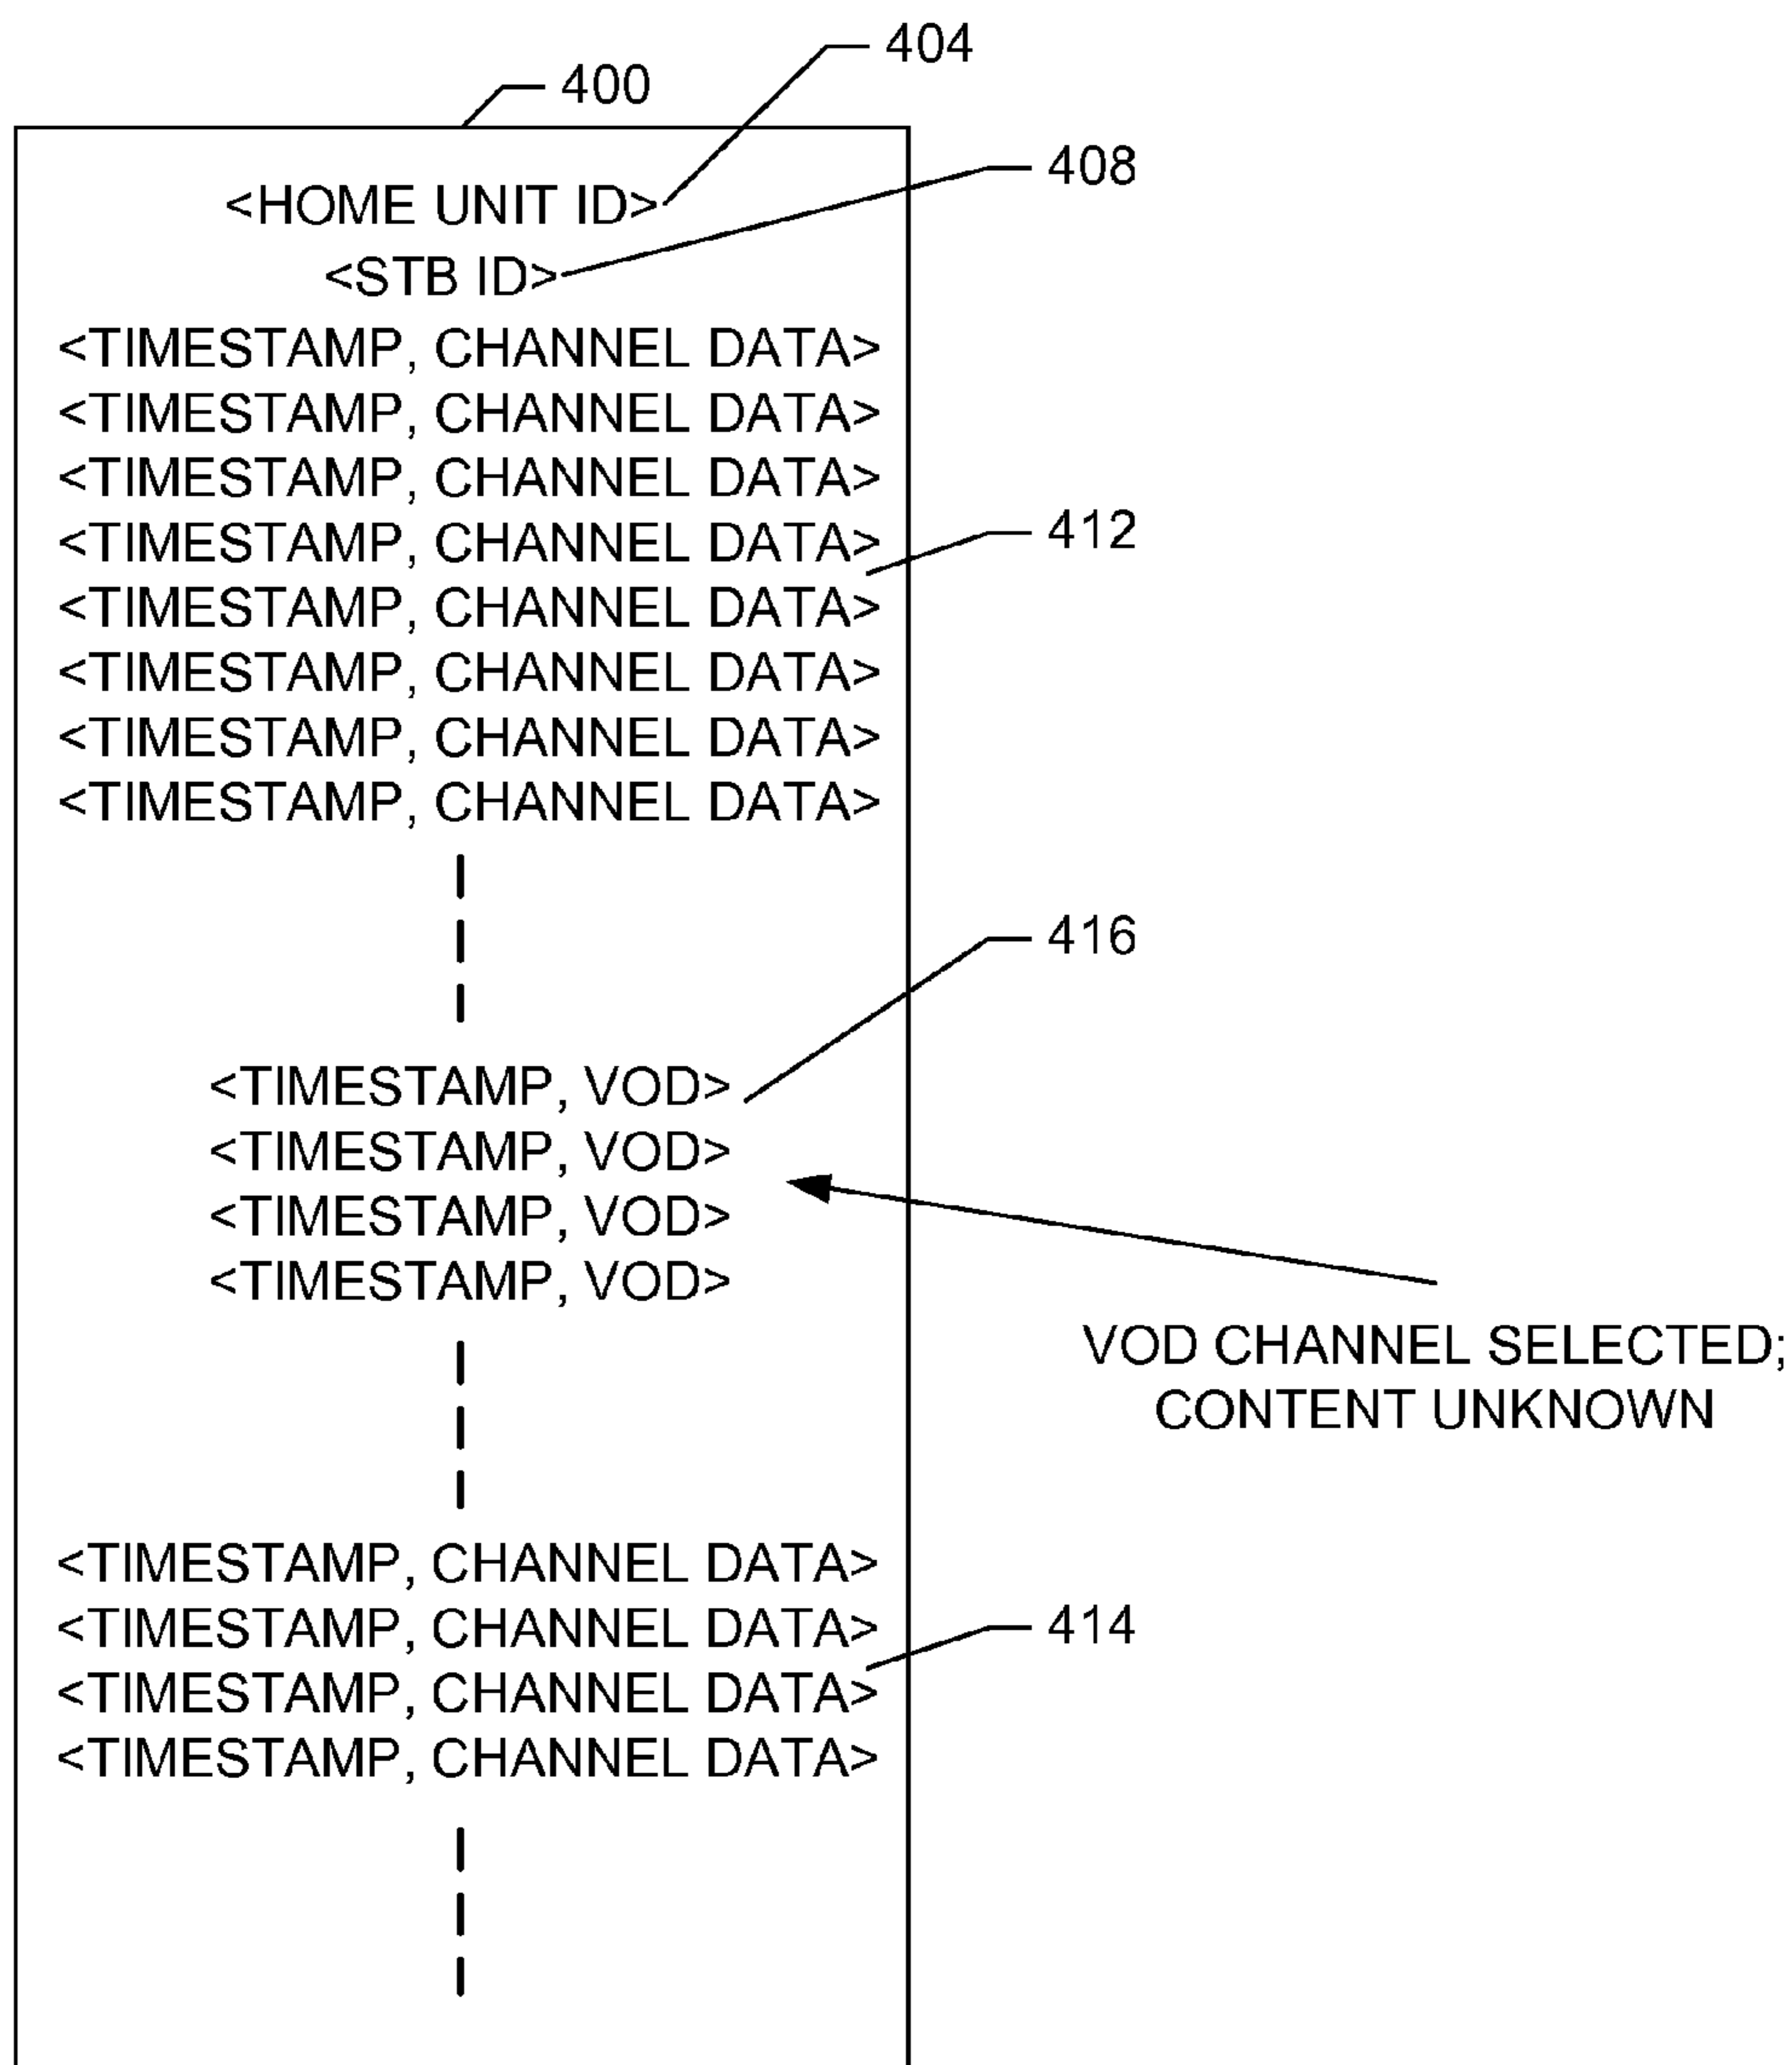 404
400
408
<HOME UNIT ID>
<STB ID>
<TIMESTAMP, CHANNEL DATA>
<TIMESTAMP, CHANNEL DATA>
<TIMESTAMP, CHANNEL DATA>
<TIMESTAMP, CHANNEL DATA>
412
<TIMESTAMP, CHANNEL DATA>
<TIMESTAMP, CHANNEL DATA>
<TIMESTAMP, CHANNEL DATA>
<TIMESTAMP, CHANNEL DATA>
416
<TIMESTAMP, VOD>
<TIMESTAMP, VOD>
<TIMESTAMP, VOD>
<TIMESTAMP, VOD>
VOD CHANNEL SELECTED;
CONTENT UNKNOWN
<TIMESTAMP, CHANNEL DATA>
<TIMESTAMP, CHANNEL DATA>
414
<TIMESTAMP, CHANNEL DATA>
<TIMESTAMP, CHANNEL DATA>